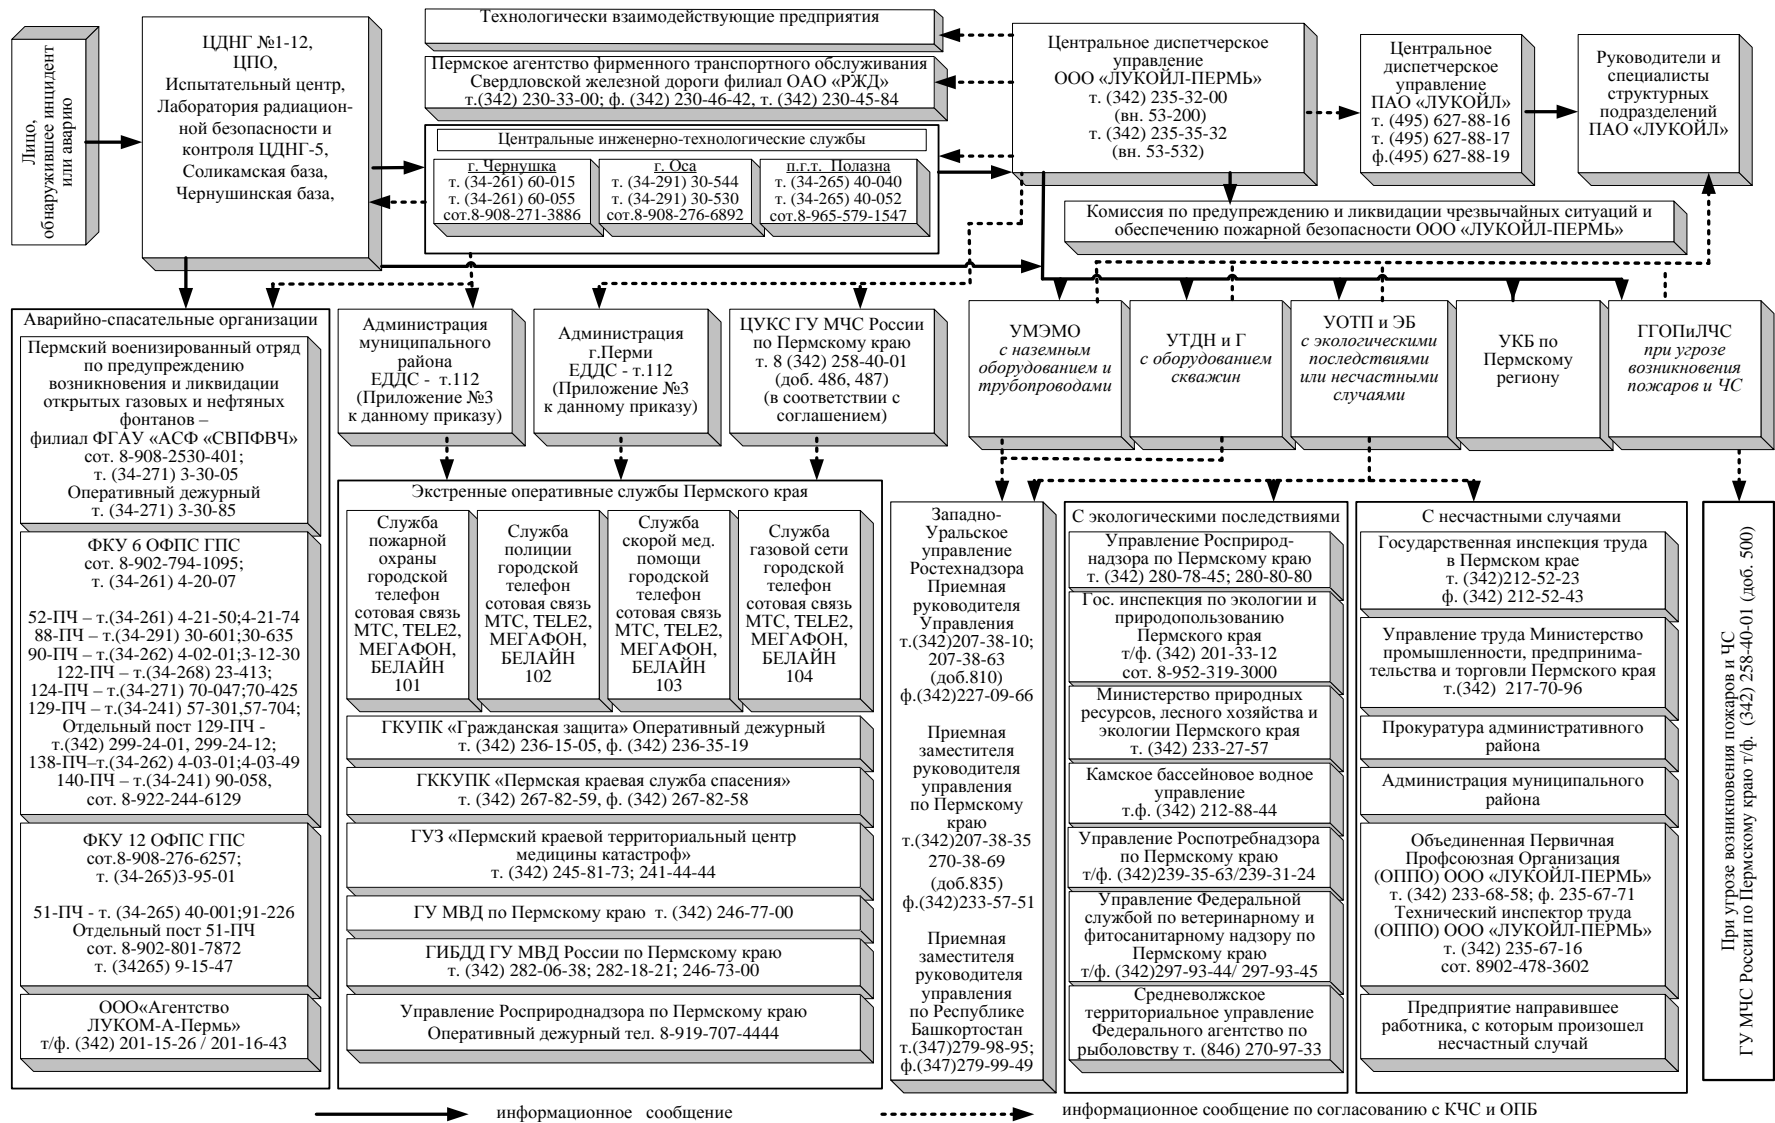 Лицо,
обнаружившее инцидент
или аварию
ЦДНГ №1-12,
ЦПО,
Испытательный центр,
Лаборатория радиацион-
ной безопасности и
контроля ЦДНГ-5,
Соликамская база,
Чернушинская база,
Технологически взаимодействующие предприятия
Пермское агентство фирменного транспортного обслуживания
Свердловской железной дороги филиал ОАО «РЖД»
т.(342) 230-33-00; ф. (342) 230-46-42, т. (342) 230-45-84
Центральные инженерно-технологические службы
г. Чернушка
т. (34-261) 60-015
т. (34-261) 60-055
сот.8-908-271-3886
г. Оса
т. (34-291) 30-544
т. (34-291) 30-530
сот.8-908-276-6892
п.г.т. Полазна
т. (34-265) 40-040
т. (34-265) 40-052
сот.8-965-579-1547
Центральное диспетчерское
управление
ООО «ЛУКОЙЛ-ПЕРМЬ»
т. (342) 235-32-00
(вн. 53-200)
т. (342) 235-35-32
(вн. 53-532)
Центральное
диспетчерское
управление
ПАО «ЛУКОЙЛ»
т. (495) 627-88-16
т. (495) 627-88-17
ф.(495) 627-88-19
Руководители и
специалисты
структурных
подразделений
ПАО «ЛУКОЙЛ»
Комиссия по предупреждению и ликвидации чрезвычайных ситуаций и
обеспечению пожарной безопасности ООО «ЛУКОЙЛ-ПЕРМЬ»
Аварийно-спасательные организации
Пермский военизированный отряд
по предупреждению
возникновения и ликвидации
открытых газовых и нефтяных
фонтанов –
филиал ФГАУ «АСФ «СВПФВЧ»
сот. 8-908-2530-401;
т. (34-271) 3-30-05
Оперативный дежурный
т. (34-271) 3-30-85
ФКУ 6 ОФПС ГПС
сот. 8-902-794-1095;
т. (34-261) 4-20-07
52-ПЧ – т.(34-261) 4-21-50;4-21-74
88-ПЧ – т.(34-291) 30-601;30-635
90-ПЧ – т.(34-262) 4-02-01;3-12-30
122-ПЧ – т.(34-268) 23-413;
124-ПЧ – т.(34-271) 70-047;70-425
129-ПЧ – т.(34-241) 57-301,57-704;
Отдельный пост 129-ПЧ -
т.(342) 299-24-01, 299-24-12;
138-ПЧ–т.(34-262) 4-03-01;4-03-49
140-ПЧ – т.(34-241) 90-058,
сот. 8-922-244-6129
ФКУ 12 ОФПС ГПС
сот.8-908-276-6257;
т. (34-265)3-95-01
51-ПЧ - т. (34-265) 40-001;91-226
Отдельный пост 51-ПЧ
сот. 8-902-801-7872
т. (34265) 9-15-47
ООО«Агентство
ЛУКОМ-А-Пермь»
т/ф. (342) 201-15-26 / 201-16-43
Администрация
муниципального
района
ЕДДС - т.112
(Приложение №3
к данному приказу)
Администрация
г.Перми
ЕДДС - т.112
(Приложение №3
к данному приказу)
ЦУКС ГУ МЧС России
по Пермскому краю
т. 8 (342) 258-40-01
(доб. 486, 487)
(в соответствии с
соглашением)
Экстренные оперативные службы Пермского края
Служба
пожарной
охраны
городской
телефон
сотовая связь
МТС, TELE2,
МЕГАФОН,
БЕЛАЙН
101
Служба
полиции
городской
телефон
сотовая связь
МТС, TELE2,
МЕГАФОН,
БЕЛАЙН
102
Служба
скорой мед.
помощи
городской
телефон
сотовая связь
МТС, TELE2,
МЕГАФОН,
БЕЛАЙН
103
Служба
газовой сети
городской
телефон
сотовая связь
МТС, TELE2,
МЕГАФОН,
БЕЛАЙН
104
ГКУПК «Гражданская защита» Оперативный дежурный
т. (342) 236-15-05, ф. (342) 236-35-19
ГККУПК «Пермская краевая служба спасения»
т. (342) 267-82-59, ф. (342) 267-82-58
ГУЗ «Пермский краевой территориальный центр
медицины катастроф»
т. (342) 245-81-73; 241-44-44
ГУ МВД по Пермскому краю т. (342) 246-77-00
ГИБДД ГУ МВД России по Пермскому краю
т. (342) 282-06-38; 282-18-21; 246-73-00
Управление Росприроднадзора по Пермскому краю
Оперативный дежурный тел. 8-919-707-4444
УМЭМО
с наземным
оборудованием и
трубопроводами
УТДН и Г
с оборудованием
скважин
УОТП и ЭБ
с экологическими
последствиями
или несчастными
случаями
УКБ по
Пермскому
региону
ГГОПиЛЧС
при угрозе
возникновения
пожаров и ЧС
Западно-
Уральское
управление
Ростехнадзора
Приемная
руководителя
Управления
т.(342)207-38-10;
207-38-63
(доб.810)
ф.(342)227-09-66
Приемная
заместителя
руководителя
управления
по Пермскому
краю
т.(342)207-38-35
270-38-69
(доб.835)
ф.(342)233-57-51
Приемная
заместителя
руководителя
управления
по Республике
Башкортостан
т.(347)279-98-95;
ф.(347)279-99-49
С экологическими последствиями
Управление Росприрод-
надзора по Пермскому краю
т. (342) 280-78-45; 280-80-80
Гос. инспекция по экологии и
природопользованию
Пермского края
т/ф. (342) 201-33-12
сот. 8-952-319-3000
Министерство природных
ресурсов, лесного хозяйства и
экологии Пермского края
т. (342) 233-27-57
Камское бассейновое водное
управление
т.ф. (342) 212-88-44
Управление Роспотребнадзора
по Пермскому краю
т/ф. (342)239-35-63/239-31-24
Управление Федеральной
службой по ветеринарному и
фитосанитарному надзору по
Пермскому краю
т/ф. (342)297-93-44/ 297-93-45
Средневолжское
территориальное управление
Федерального агентство по
рыболовству т. (846) 270-97-33
С несчастными случаями
Государственная инспекция труда
в Пермском крае
т. (342)212-52-23
ф. (342) 212-52-43
Управление труда Министерство
промышленности, предпринима-
тельства и торговли Пермского края
т.(342) 217-70-96
Прокуратура административного
района
Администрация муниципального
района
Объединенная Первичная
Профсоюзная Организация
(ОППО) ООО «ЛУКОЙЛ-ПЕРМЬ»
т. (342) 233-68-58; ф. 235-67-71
Технический инспектор труда
(ОППО) ООО «ЛУКОЙЛ-ПЕРМЬ»
т. (342) 235-67-16
сот. 8902-478-3602
Предприятие направившее
работника, с которым произошел
несчастный случай
При угрозе возникновения пожаров и ЧС
ГУ МЧС России по Пермскому краю т/ф. (342) 258-40-01 (доб. 500)
информационное сообщение
информационное сообщение по согласованию с КЧС и ОПБ